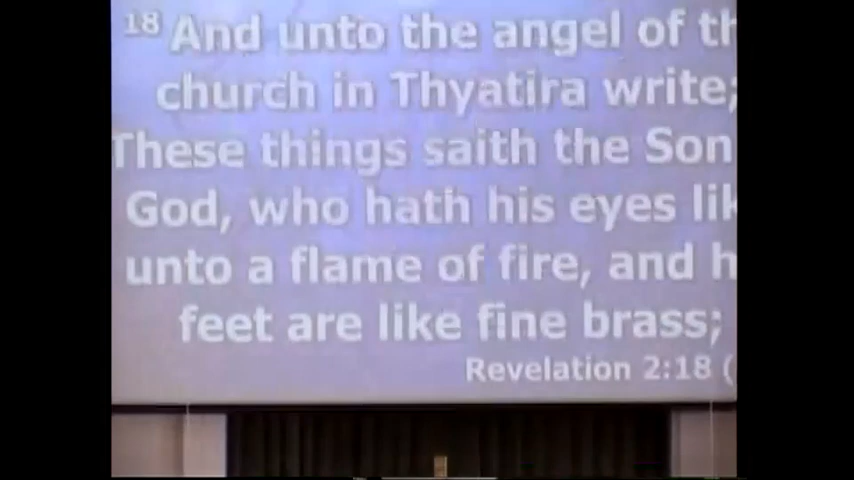 18 And unto the angel of th
church in Thyatira write;
These things saith the Son
God, who hath his eyes lik
unto a flame of fire, and h
feet are like fine brass;
Revelation 2:18 (